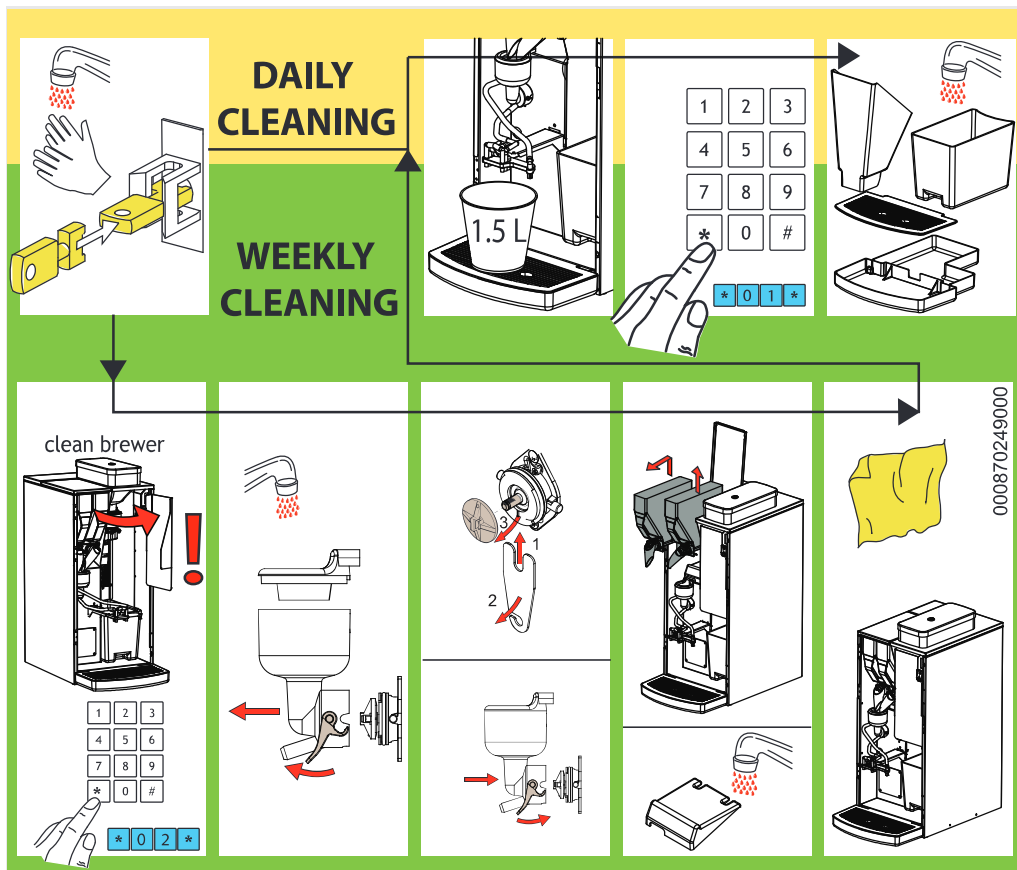 DAILY
CLEANING
WEEKLY
CLEANING
1.5 L
1 2 3
4 5 6
7 8 9
* 0 #
* 0 1 *
clean brewer
1 2 3
4 5 6
7 8 9
* 0 #
* 0 2 *
3
1
2
000870249000